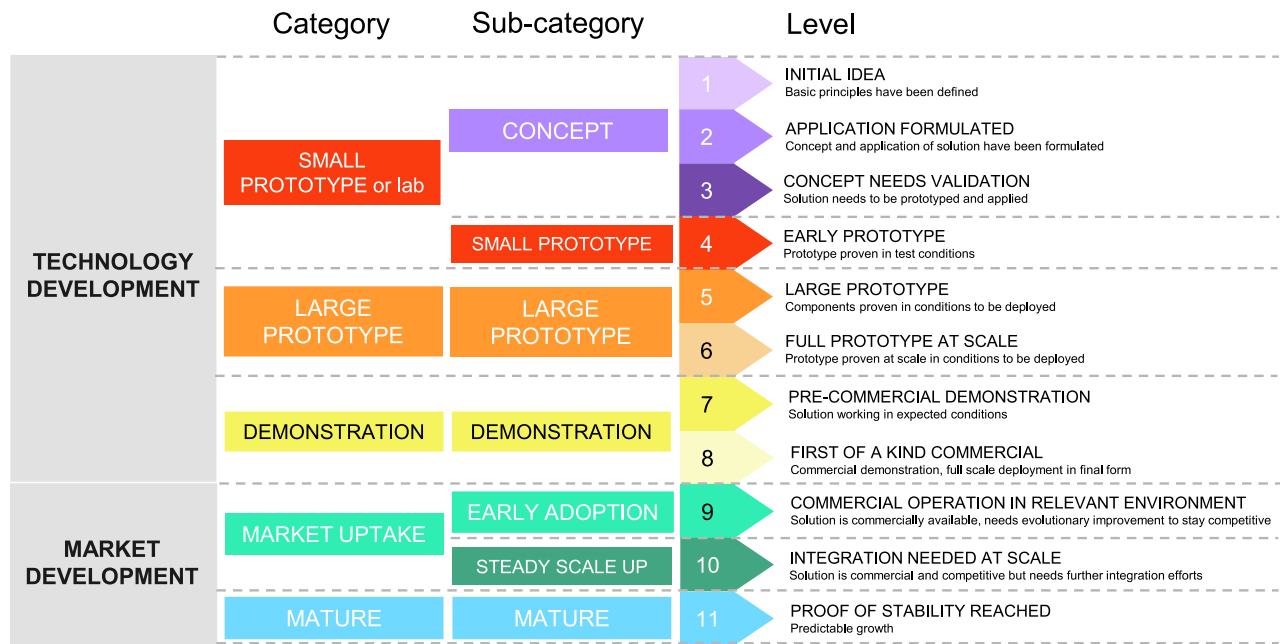 Category
Sub-category
Level
TECHNOLOGY
DEVELOPMENT
SMALL
PROTOTYPE or lab
CONCEPT
1
INITIAL IDEA
Basic principles have been defined
2
APPLICATION FORMULATED
Concept and application of solution have been formulated
3
CONCEPT NEEDS VALIDATION
Solution needs to be prototyped and applied
SMALL PROTOTYPE
4
EARLY PROTOTYPE
Prototype proven in test conditions
LARGE
PROTOTYPE
LARGE
PROTOTYPE
5
LARGE PROTOTYPE
Components proven in conditions to be deployed
6
FULL PROTOTYPE AT SCALE
Prototype proven at scale in conditions to be deployed
DEMONSTRATION
DEMONSTRATION
7
PRE-COMMERCIAL DEMONSTRATION
Solution working in expected conditions
8
FIRST OF A KIND COMMERCIAL
Commercial demonstration, full scale deployment in final form
MARKET
DEVELOPMENT
MARKET UPTAKE
EARLY ADOPTION
9
COMMERCIAL OPERATION IN RELEVANT ENVIRONMENT
Solution is commercially available, needs evolutionary improvement to stay competitive
STEADY SCALE UP
10
INTEGRATION NEEDED AT SCALE
Solution is commercial and competitive but needs further integration efforts
MATURE
MATURE
11
PROOF OF STABILITY REACHED
Predictable growth